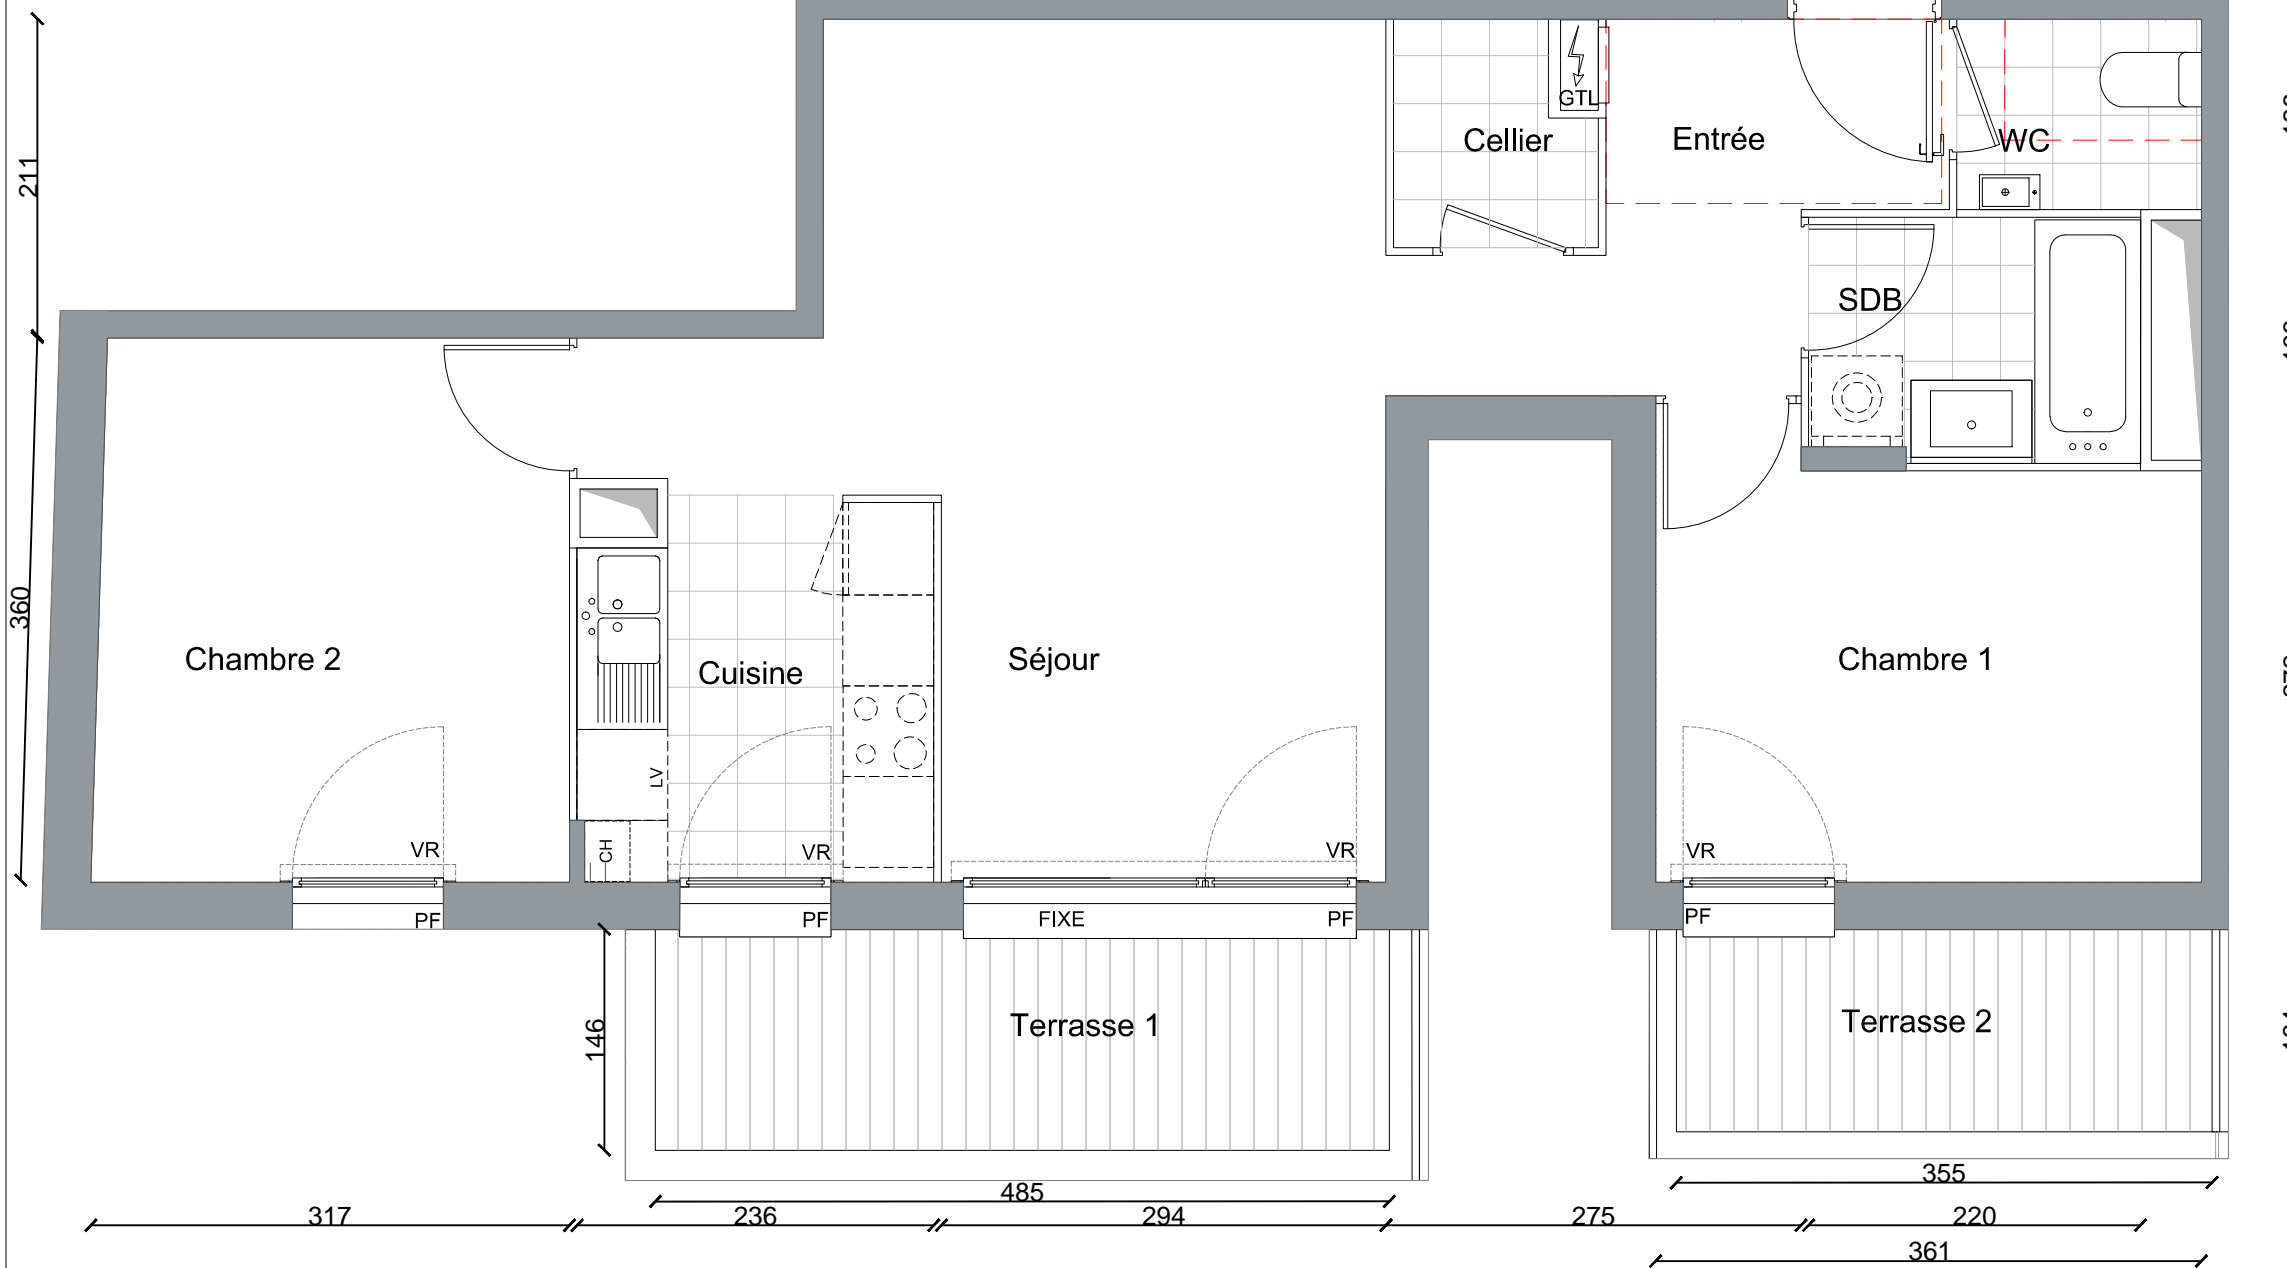 GTL
Cellier
Entrée
WC
211
SDB
360
Chambre 2
Cuisine
Séjour
Chambre 1
LV
CH
VR
VR
VR
VR
PF
PF
FIXE
PF
PF
146
Terrasse 1
Terrasse 2
355
485
317
236
294
275
220
361